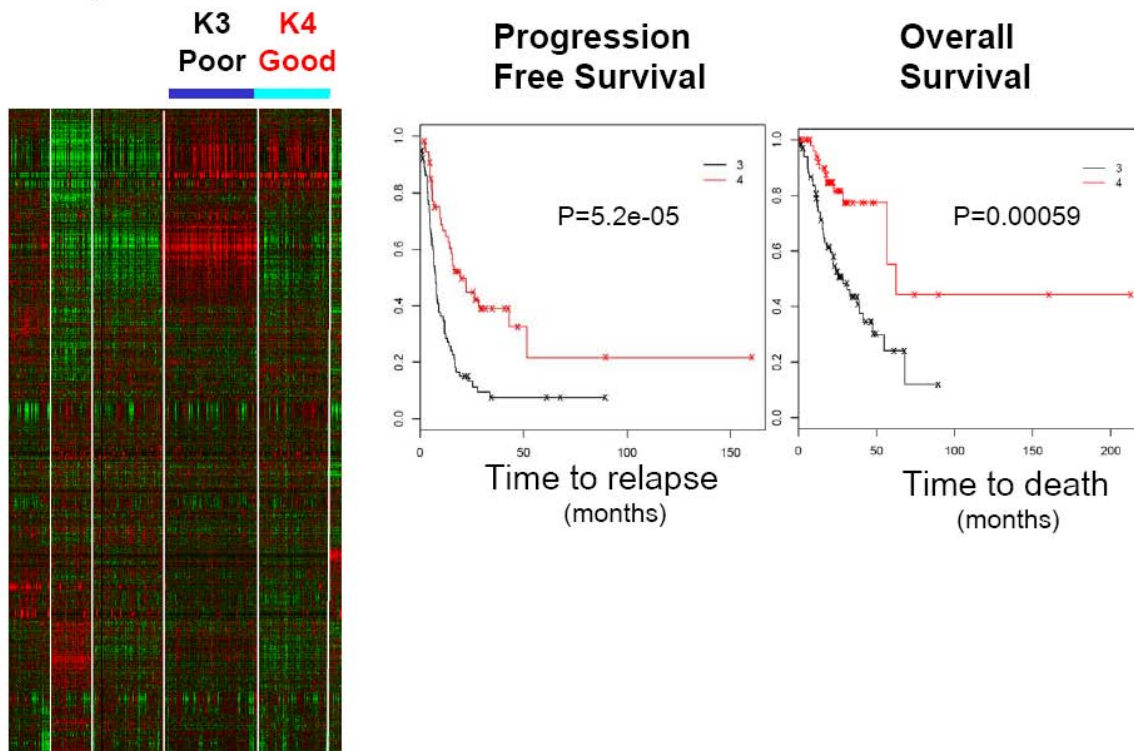 K3
Poor
K4
Good
Progression
Free Survival
Overall
Survival
1.0
0.8
0.6
0.4
0.2
0.0
3
4
P=5.2e-05
0
50
100
150
Time to relapse
(months)
1.0
0.8
0.6
0.4
0.2
0.0
3
4
P=0.00059
0
50
100
150
200
Time to death
(months)